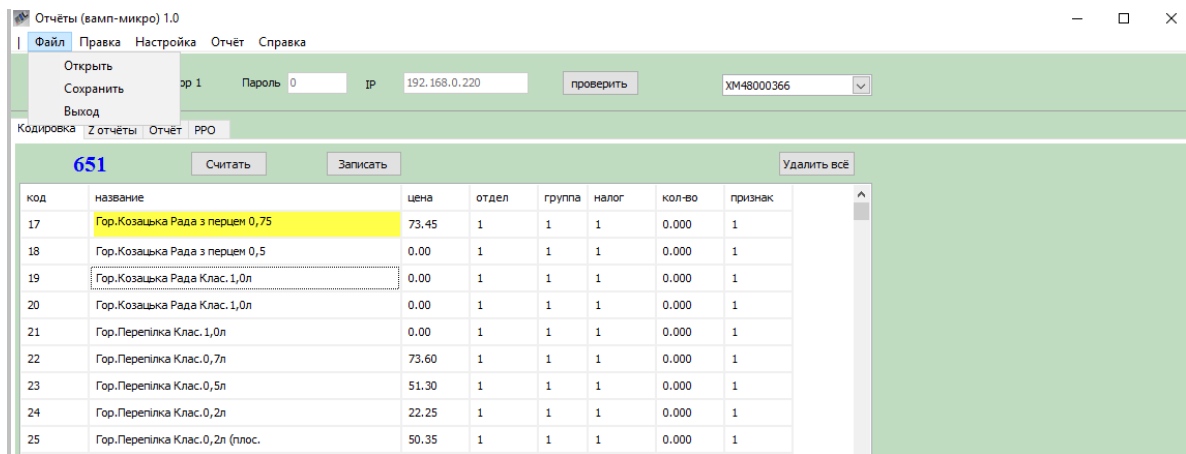 Отчёты (вамп-микро) 1.0
Файл Правка Настройка Отчёт Справка
Открыть
Сохранить
Выход
ор 1 Пароль 0 IP 192.168.0.220 проверить ХМ48000366
Кодировка Z отчёты Отчёт РРО
651 Считать Записать Удалить всё
код название цена отдел группа налог кол-во признак
17 Гор.Козацька Рада з перцем 0,75 73.45 1 1 1 0.000 1
18 Гор.Козацька Рада з перцем 0,5 0.00 1 1 1 0.000 1
19 Гор.Козацька Рада Клас.1,0л 0.00 1 1 1 0.000 1
20 Гор.Козацька Рада Клас.1,0л 0.00 1 1 1 0.000 1
21 Гор.Перепілка Клас.1,0л 0.00 1 1 1 0.000 1
22 Гор.Перепілка Клас.0,7л 73.60 1 1 1 0.000 1
23 Гор.Перепілка Клас.0,5л 51.30 1 1 1 0.000 1
24 Гор.Перепілка Клас.0,2л 22.25 1 1 1 0.000 1
25 Гор.Перепілка Клас.0,2л (плос. 50.35 1 1 1 0.000 1